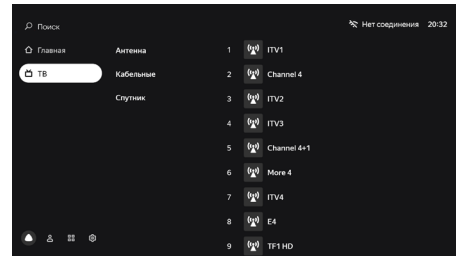 Поиск
Нет соединения 20:32
Главная
ТВ
Антенна
Кабельные
Спутник
1 ITV1
2 Channel 4
3 ITV2
4 ITV3
5 Channel 4+1
6 More 4
7 ITV4
8 E4
9 TF1 HD